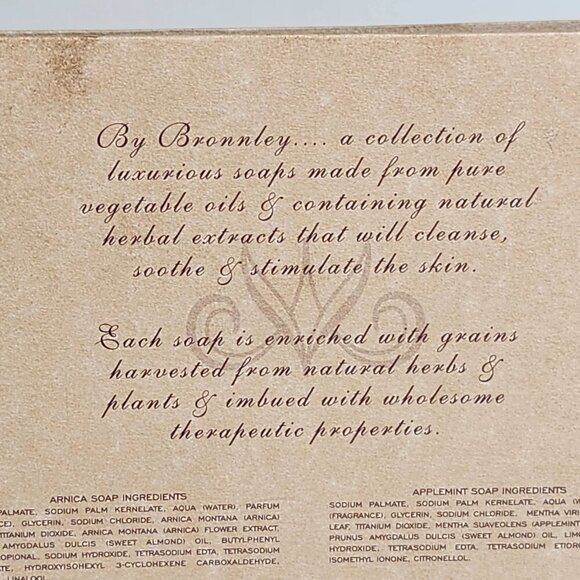 By Bronnley.... a collection of
luxurious soaps made from pure
vegetable oils & containing natural
herbal extracts that will cleanse,
soothe & stimulate the skin.
Each soap is enriched with grains
harvested from natural herbs &
plants & imbued with wholesome
therapeutic properties.
ARNICA SOAP INGREDIENTS
PALMATE, SODIUM PALM KERNELATE, AQUA (WATER), PARFUM
GLYCERIN, SODIUM CHLORIDE, ARNICA MONTANA (ARNICA)
TITANIUM DIOXIDE, ARNICA MONTANA (ARNICA) FLOWER EXTRACT,
AMYGDALUS DULCIS (SWEET ALMOND) OIL, BUTYLPHENYL
SODIUM HYDROXIDE, TETRASODIUM EDTA, TETRASODIUM
HYDROXYISOHEXYL 3-CYCLOHEXENE CARBOXALDEHYDE,
LINALOOL
APPLEMINT SOAP INGREDIENTS
SODIUM PALMATE, SODIUM PALM KERNELATE, AQUA
(FRAGRANCE), GLYCERIN, SODIUM CHLORIDE, MENTHA
LEAF, TITANIUM DIOXIDE, MENTHA SUAVEOLENS (APPLEMINT)
PRUNUS AMYGDALUS DULCIS (SWEET ALMOND) OIL,
HYDROXIDE, TETRASODIUM EDTA, TETRASODIUM
ISOMETHYL IONONE, CITRONELLOL.